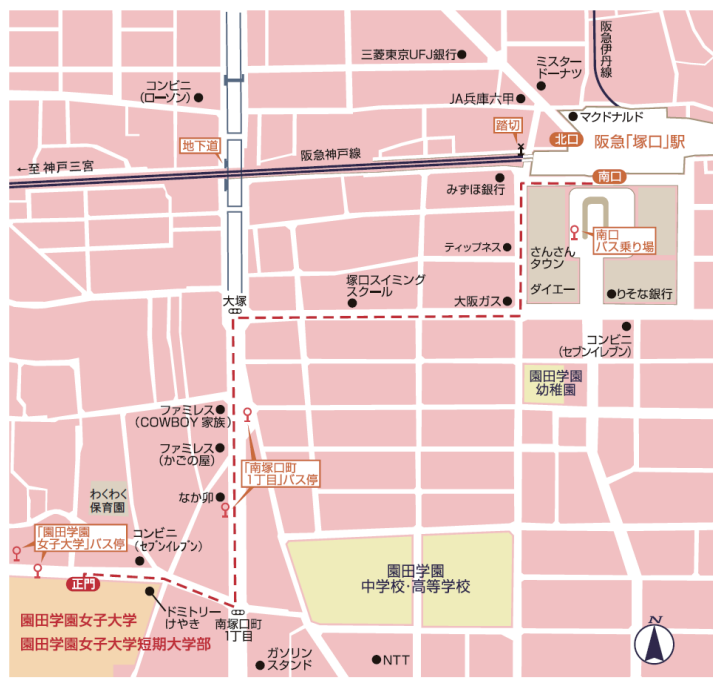 三菱東京UFJ銀行
阪急伊丹線
ミスター
ドーナツ
コンビニ
(ローソン)
JA兵庫六甲
マクドナルド
踏切
北口
阪急「塚口」駅
地下道
阪急神戸線
←至 神戸三宮
南口
みずほ銀行
南口
バス乗り場
ティップネス
さんさん
タウン
塚口スイミング
スクール
ダイエー
りそな銀行
大塚
大阪ガス
コンビニ
(セブンイレブン)
園田学園
幼稚園
ファミレス
(COWBOY 家族)
ファミレス
(かごの屋)
「南塚口町
1丁目」バス停
わくわく
保育園
なか卯
「園田学園
女子大学」バス停
コンビニ
(セブンイレブン)
園田学園
中学校・高等学校
正門
園田学園女子大学
園田学園女子大学短期大学部
ドミトリー
けやき
南塚口町
1丁目
ガソリン
スタンド
NTT
N